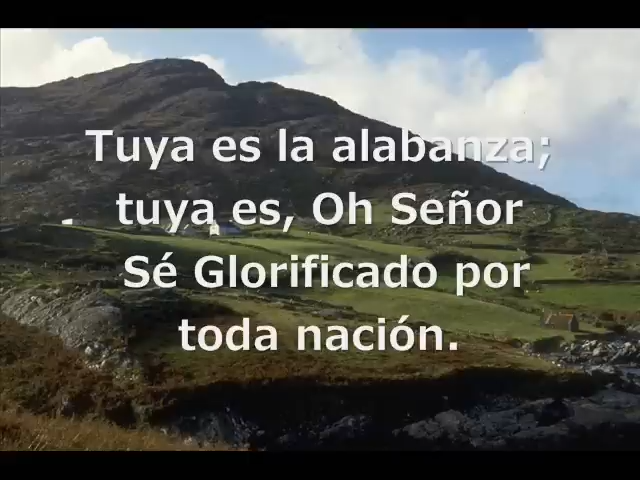 Tuya es la alabanza;
tuya es, Oh Señor
Sé Glorificado por
toda nación.